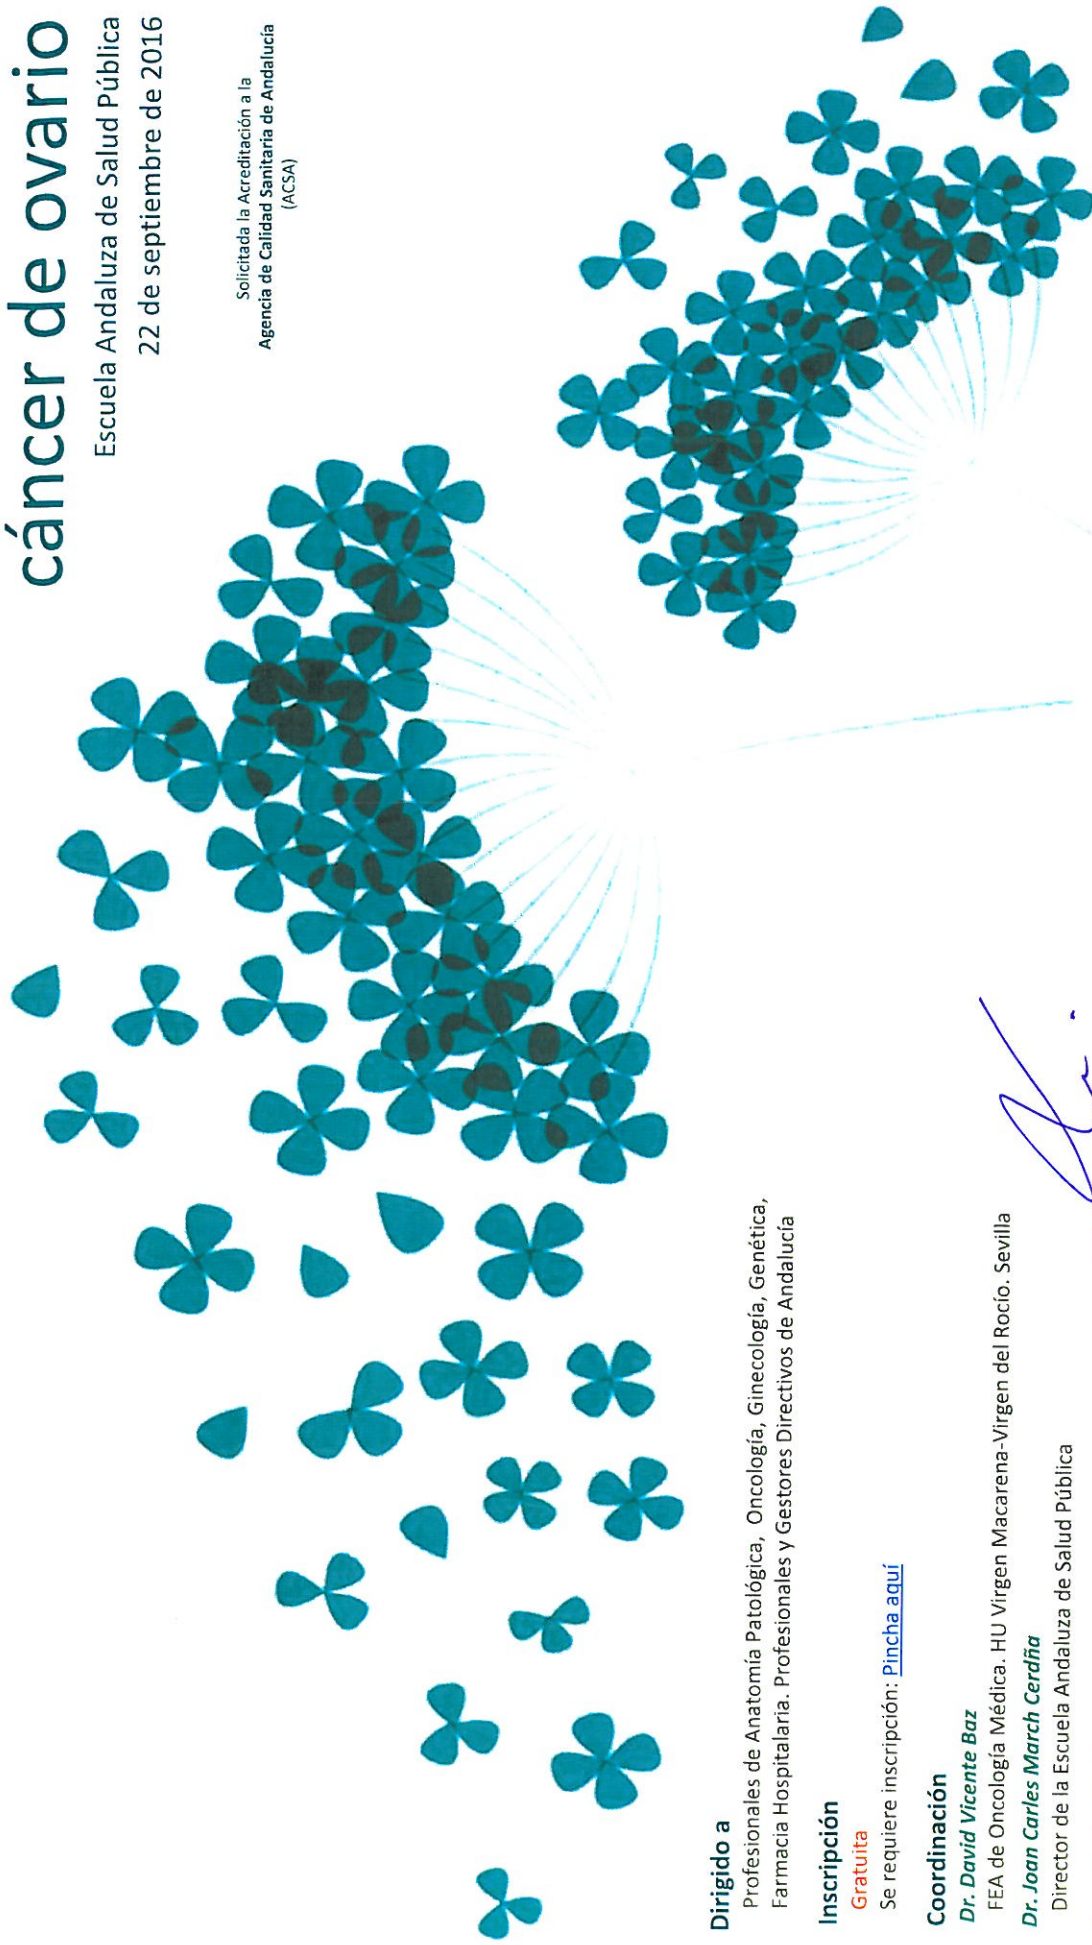 cáncer de ovario
Escuela Andaluza de Salud Pública
22 de septiembre de 2016
Solicitada la Acreditación a la
Agencia de Calidad Sanitaria de Andalucía
(ACSA)
Dirigido a
Profesionales de Anatomía Patológica, Oncología, Ginecología, Genética,
Farmacia Hospitalaria. Profesionales y Gestores Directivos de Andalucía
Inscripción
Gratuita
Se requiere inscripción: Pincha aquí
Coordinación
Dr. David Vicente Baz
FEA de Oncología Médica. HU Virgen Macarena-Virgen del Rocío. Sevilla
Dr. Joan Carles March Cerdña
Director de la Escuela Andaluza de Salud Pública